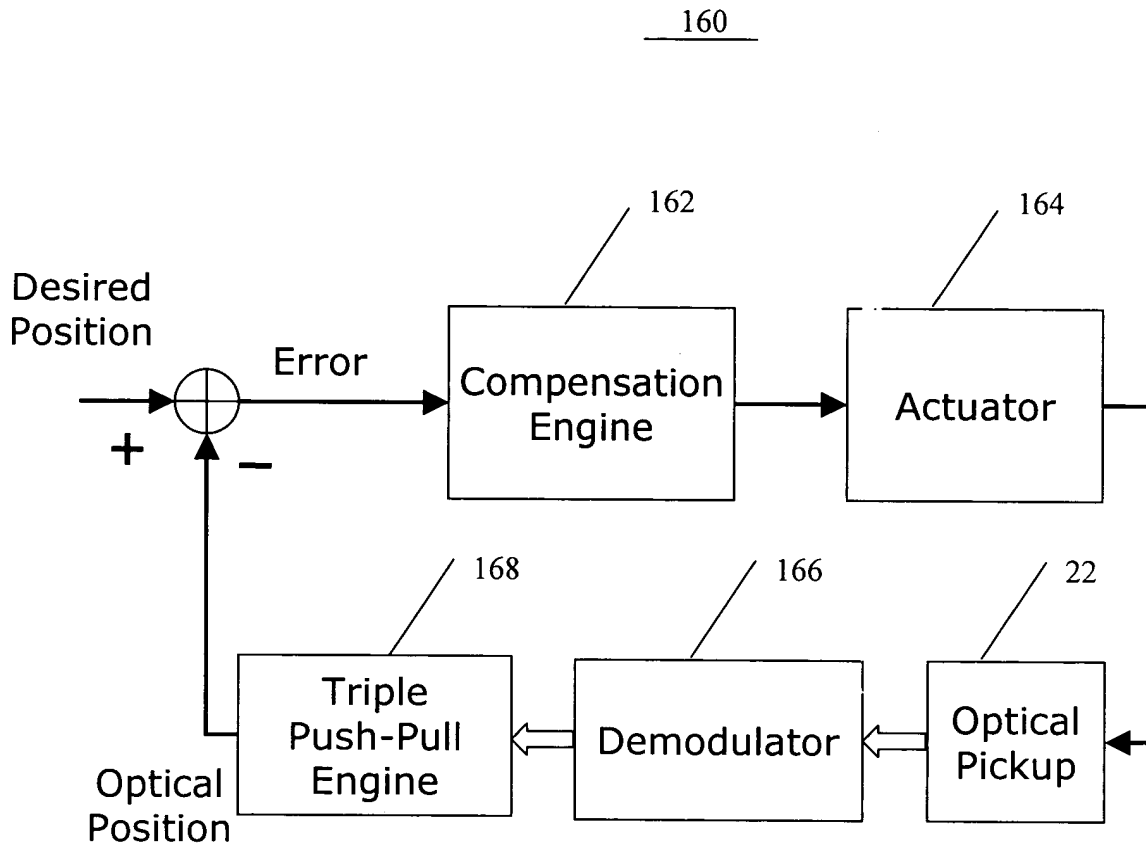 160
162
164
Desired
Position
Error
Compensation
Engine
Actuator
+
−
168
166
22
Triple
Push-Pull
Engine
Demodulator
Optical
Pickup
Optical
Position